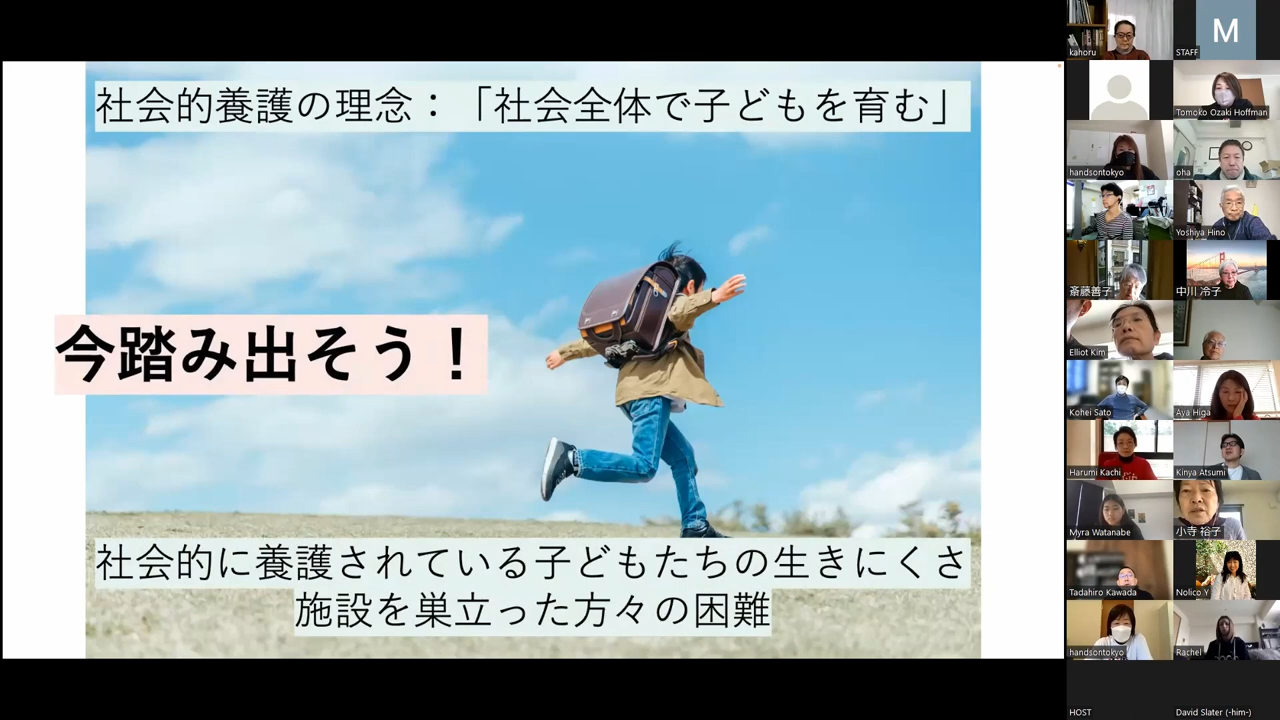 社会的養護の理念：「社会全体で子どもを育む」
今踏み出そう！
社会的に養護されている子どもたちの生きにくさ
施設を巣立った方々の困難
kahoru
M
STAFF
Tomoko Ozaki Hoffman
handsontokyo
oha
Yoshiya Hino
斎藤善子
中川 冷子
Elliot Kim
Kohei Sato
Aya Higa
Harumi Kachi
Kinya Atsumi
Myra Watanabe
小寺 裕子
Tadahiro Kawada
Nolico Y
handsontokyo
Rachel
HOST
David Slater (-him-)